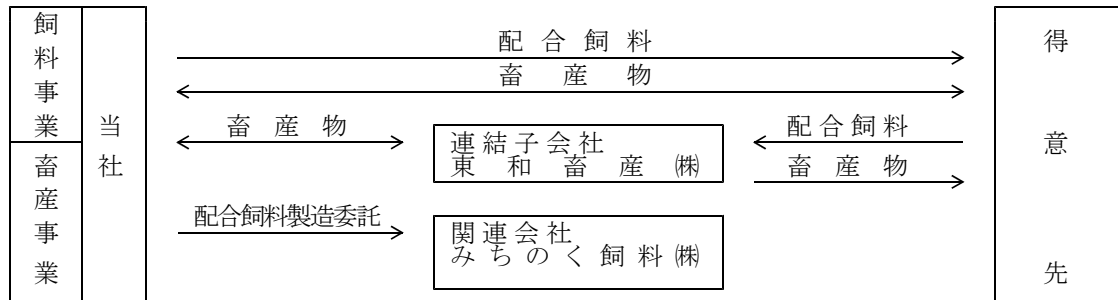 飼料事業
畜産事業
当社
配合飼料
畜産物
畜産物
配合飼料製造委託
連結子会社
東和畜産㈱
関連会社
みちのく飼料㈱
配合飼料
畜産物
得意先